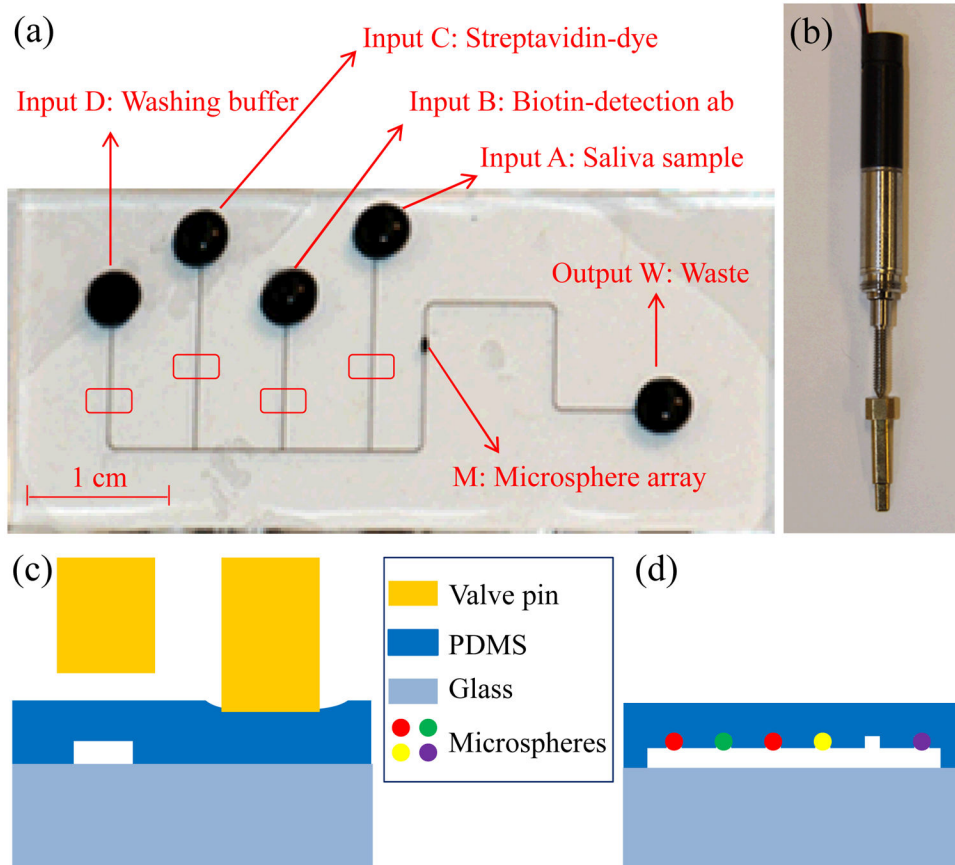 (a)
(b)
Input C: Streptavidin-dye
Input D: Washing buffer
Input B: Biotin-detection ab
Input A: Saliva sample
Output W: Waste
M: Microsphere array
1 cm
(c)
(d)
Valve pin
PDMS
Glass
Microspheres